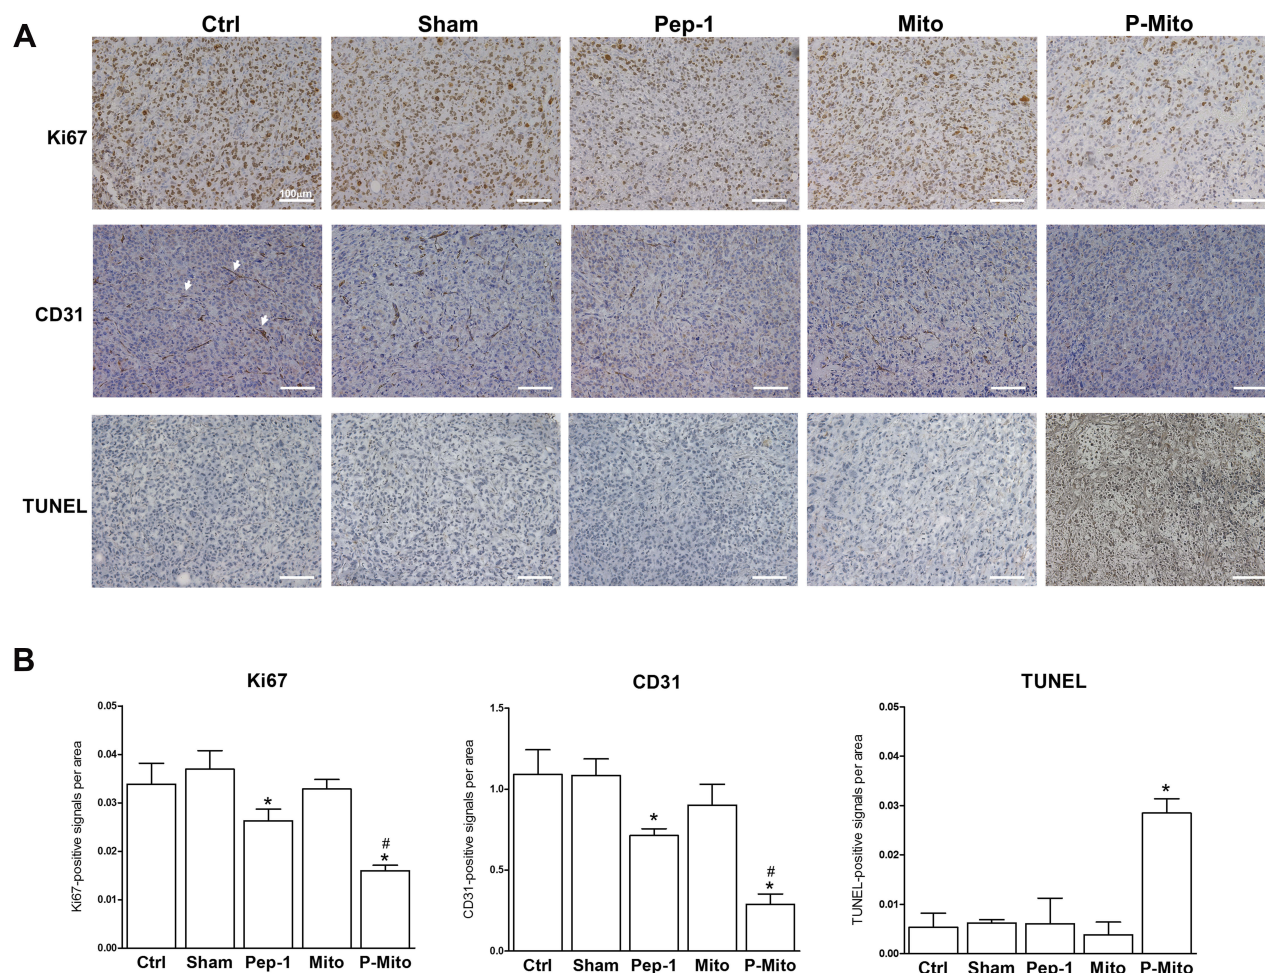 A
Ctrl Sham Pep-1 Mito P-Mito
Ki67
100µm
CD31
TUNEL
B
Ki67
Ki67-positive signals per area
0.05
0.04
0.03
0.02
0.01
0.00
*
#
*
Ctrl Sham Pep-1 Mito P-Mito
CD31
CD31-positive signals per area
1.5
1.0
0.5
0.0
*
#
*
Ctrl Sham Pep-1 Mito P-Mito
TUNEL
TUNEL-positive signals per area
0.05
0.04
0.03
0.02
0.01
0.00
*
Ctrl Sham Pep-1 Mito P-Mito